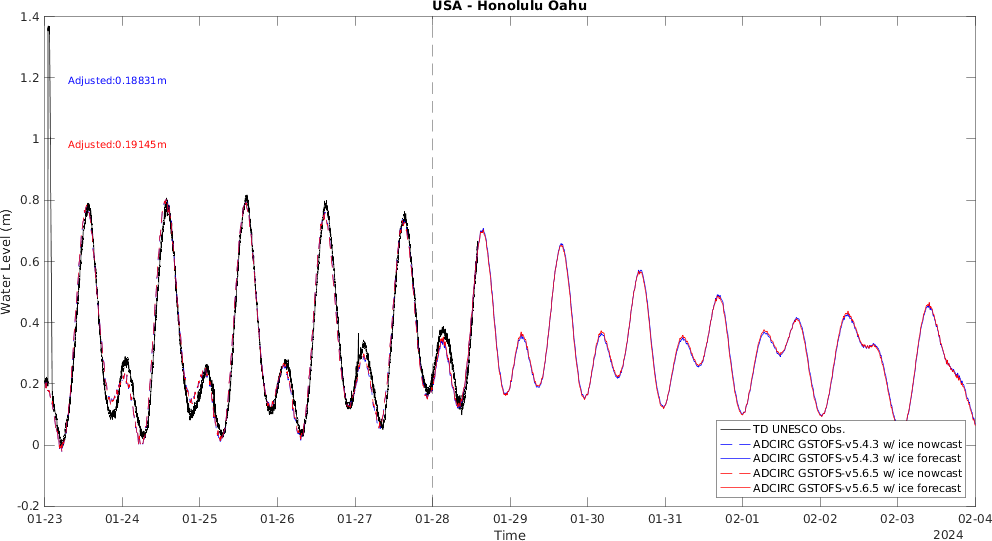 USA - Honolulu Oahu
1.4
1.2
1
0.8
0.6
0.4
0.2
0
-0.2
Water Level (m)
Adjusted:0.18831m
Adjusted:0.19145m
TD UNESCO Obs.
ADCIRC GSTOFS-v5.4.3 w/ ice nowcast
ADCIRC GSTOFS-v5.4.3 w/ ice forecast
ADCIRC GSTOFS-v5.6.5 w/ ice nowcast
ADCIRC GSTOFS-v5.6.5 w/ ice forecast
01-23 01-24 01-25 01-26 01-27 01-28 01-29 01-30 01-31 02-01 02-02 02-03 02-04
Time
2024